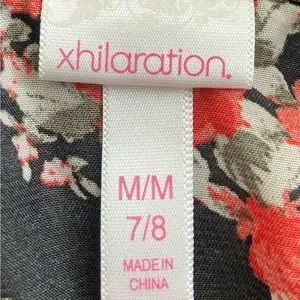 xhilaration.
M/M
7/8
MADE IN
CHINA